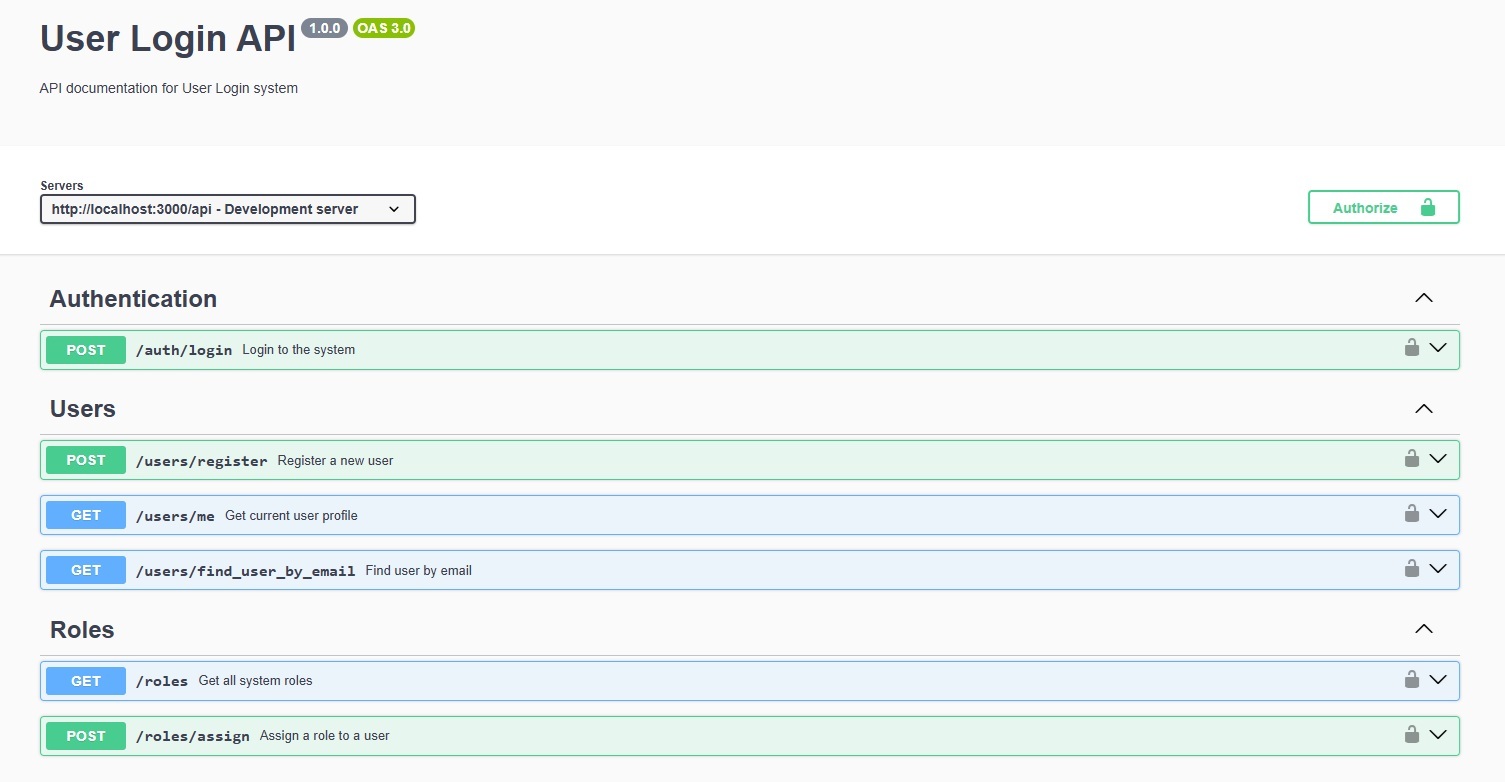 User Login API 1.0.0 OAS 3.0
API documentation for User Login system
Servers
http://localhost:3000/api - Development server
Authorize
Authentication
POST /auth/login Login to the system
Users
POST /users/register Register a new user
GET /users/me Get current user profile
GET /users/find_user_by_email Find user by email
Roles
GET /roles Get all system roles
POST /roles/assign Assign a role to a user